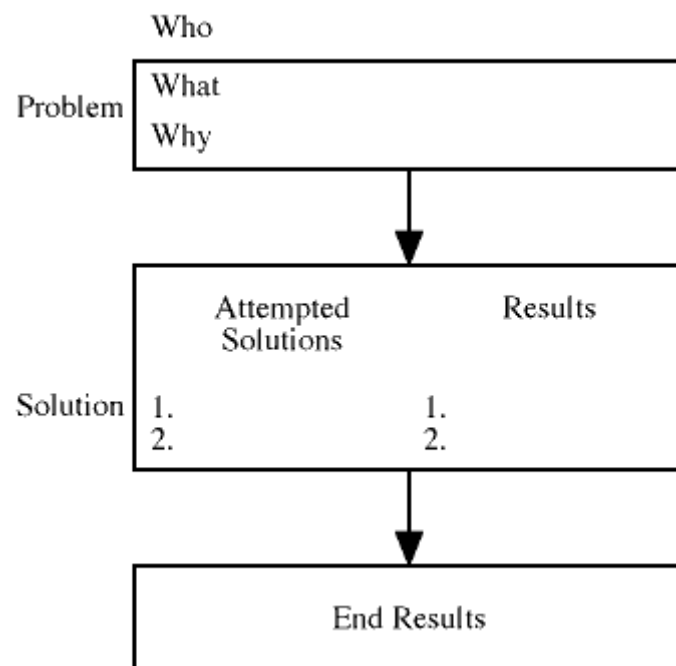 Who
Problem
What
Why
Attempted
Solutions
Results
Solution
1.
2.
1.
2.
End Results